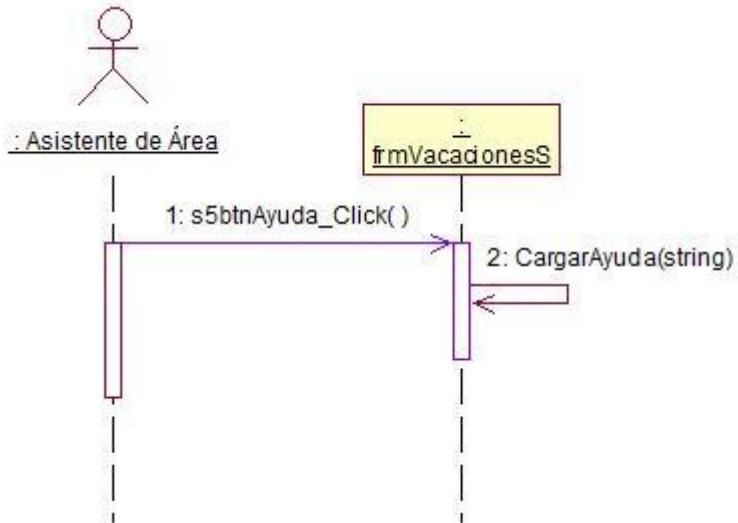 : Asistente de Área
:
frmVacacionesS
1: s5btnAyuda_Click( )
2: CargarAyuda(string)